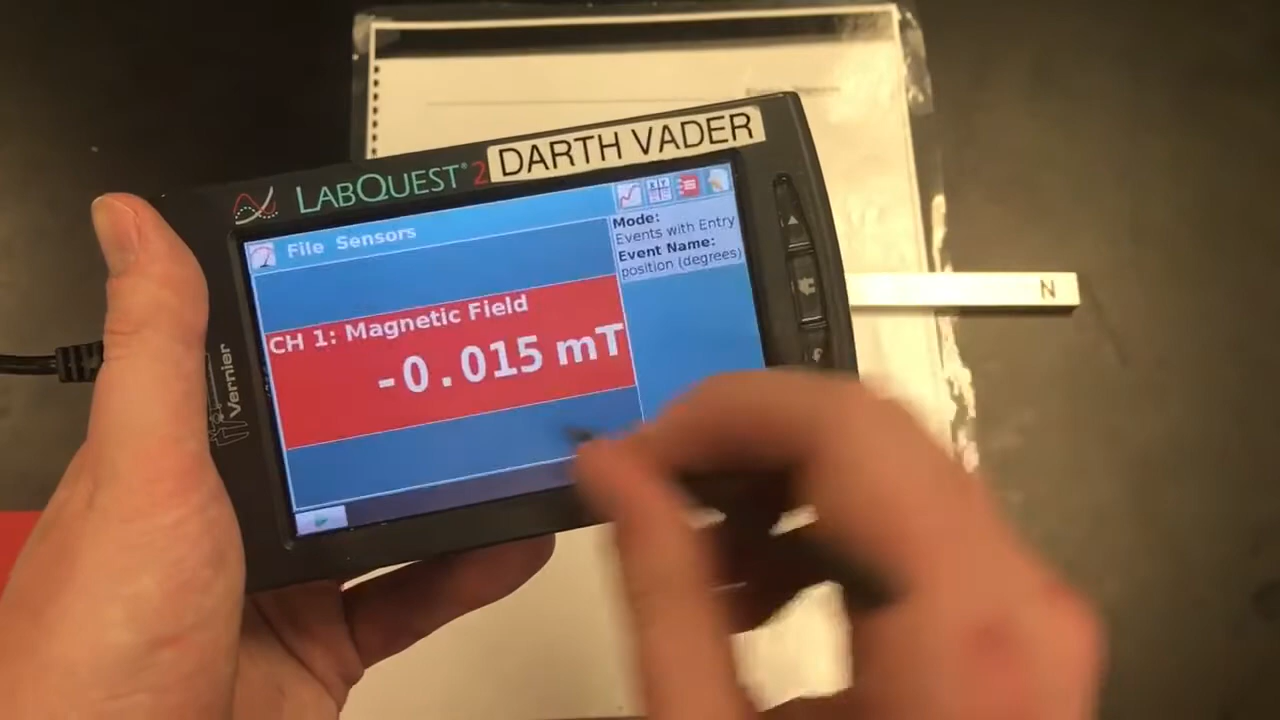 LABQUEST® 2 DARTH VADER
File Sensors
Mode:
Events with Entry
Event Name:
position (degrees)
CH 1: Magnetic Field
-0.015 mT
Vernier
N